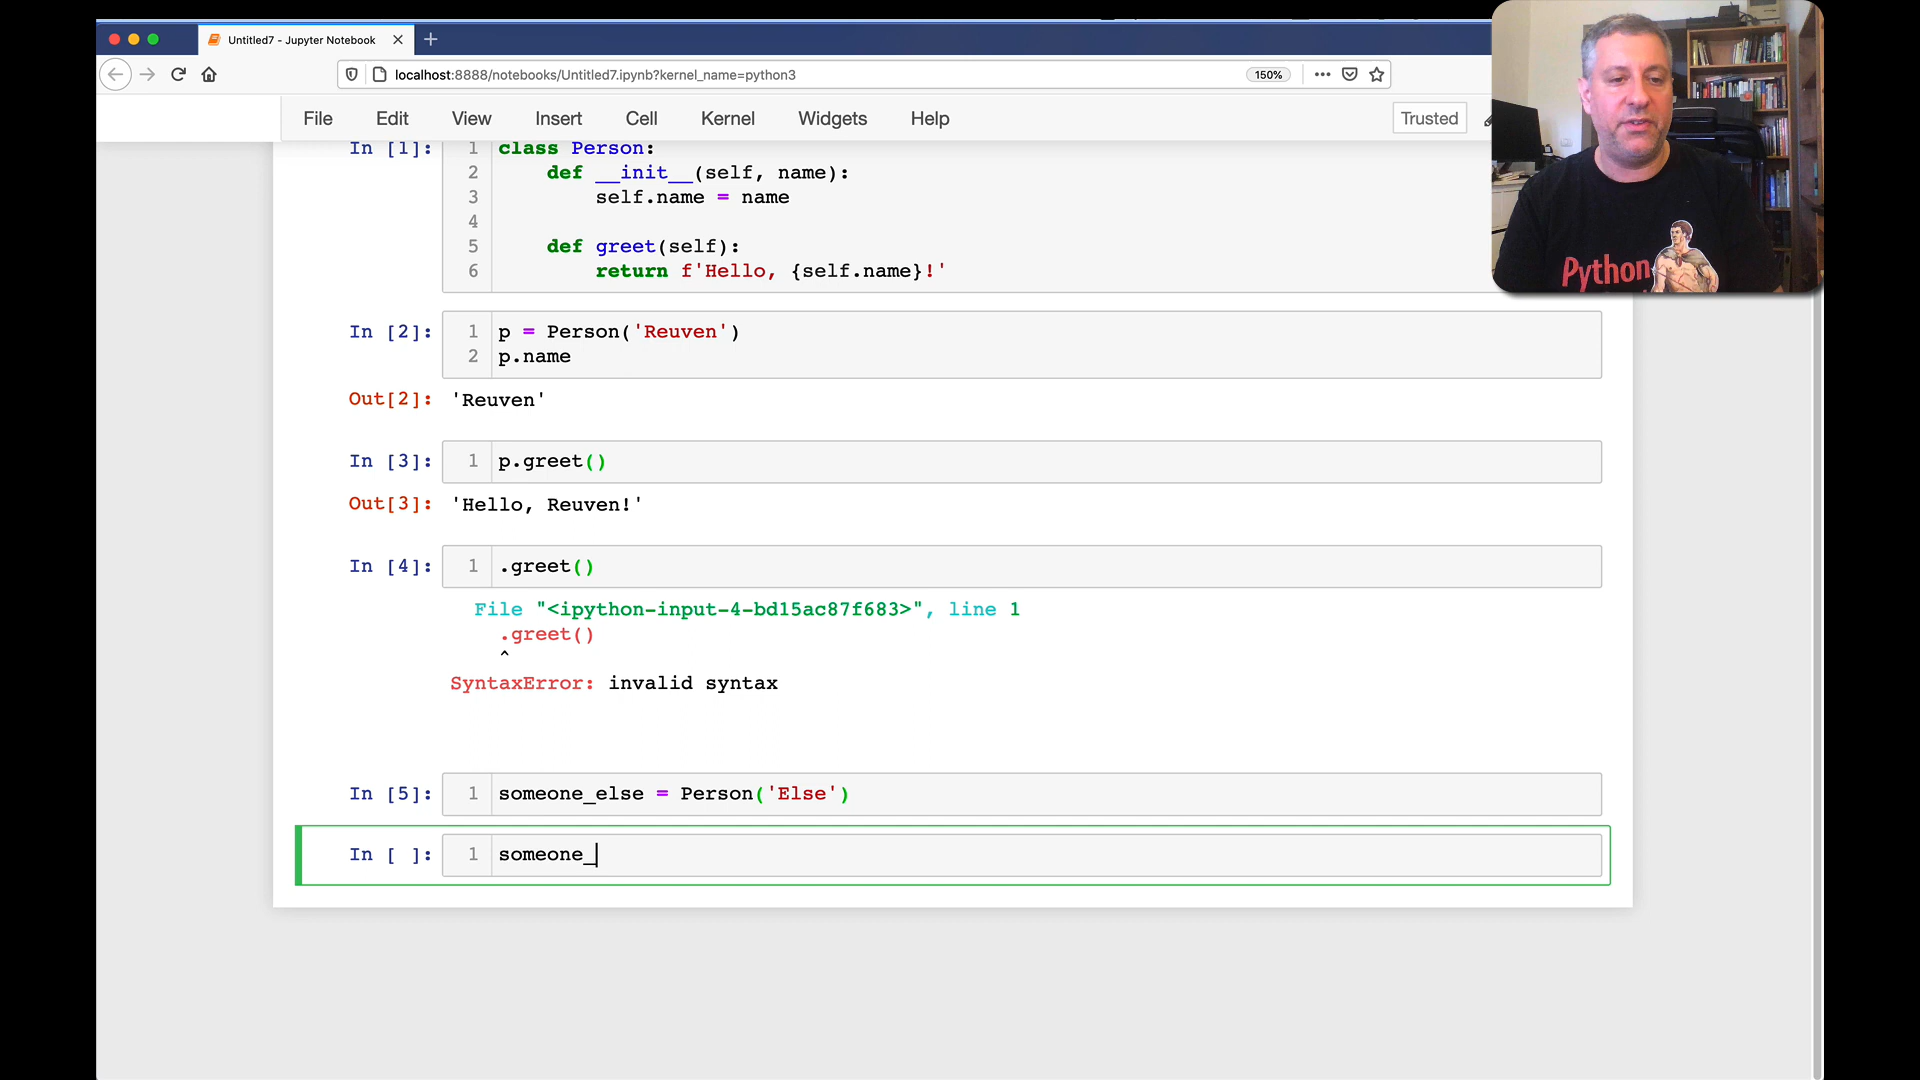 Untitled7 - Jupyter Notebook
localhost:8888/notebooks/Untitled7.ipynb?kernel_name=python3
150%
File Edit View Insert Cell Kernel Widgets Help Trusted
In [1]: 1 class Person:
2 def __init__(self, name):
3 self.name = name
4
5 def greet(self):
6 return f'Hello, {self.name}!'
In [2]: 1 p = Person('Reuven')
2 p.name
Out[2]: 'Reuven'
In [3]: 1 p.greet()
Out[3]: 'Hello, Reuven!'
In [4]: 1 .greet()
File "<ipython-input-4-bd15ac87f683>", line 1
.greet()
^
SyntaxError: invalid syntax
In [5]: 1 someone_else = Person('Else')
In [ ]: 1 someone_
Python